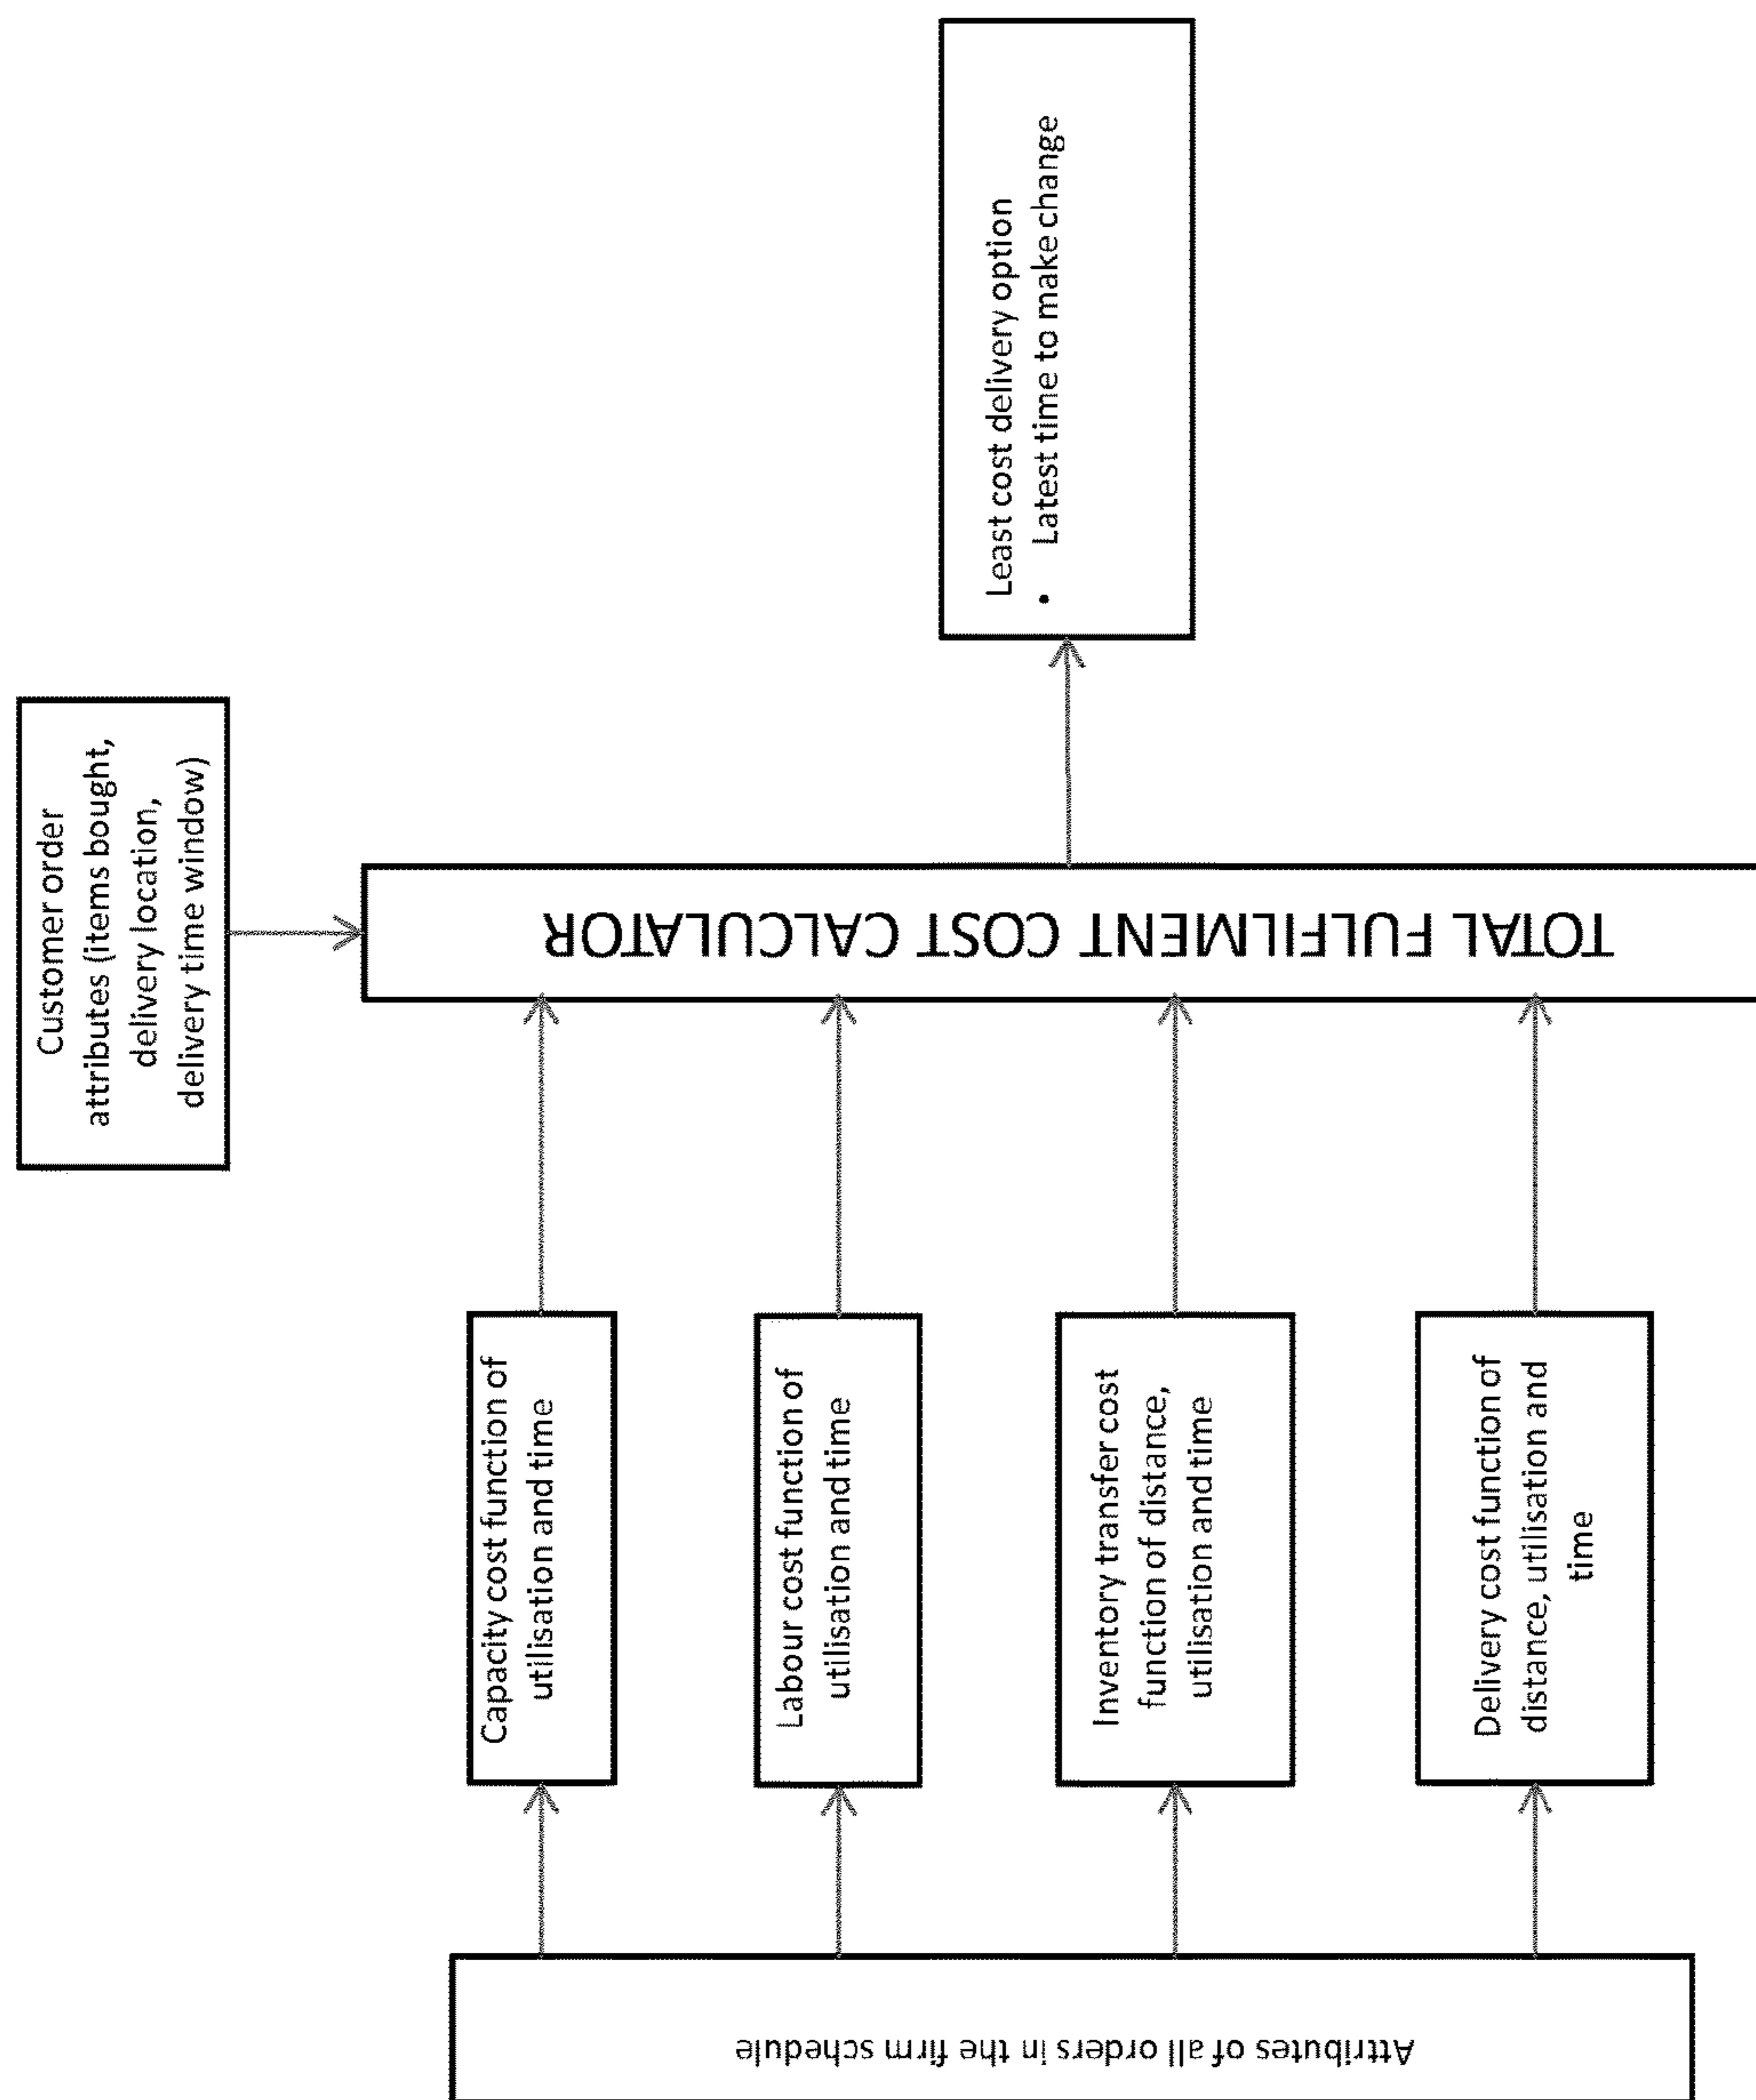 Customer order
attributes (items bought,
delivery location,
delivery time window)
Attributes of all orders in the firm schedule
Capacity cost function of
utilisation and time
Labour cost function of
utilisation and time
Inventory transfer cost
function of distance,
utilisation and time
Delivery cost function of
distance, utilisation and
time
TOTAL FULFILMENT COST CALCULATOR
Least cost delivery option
• Latest time to make change